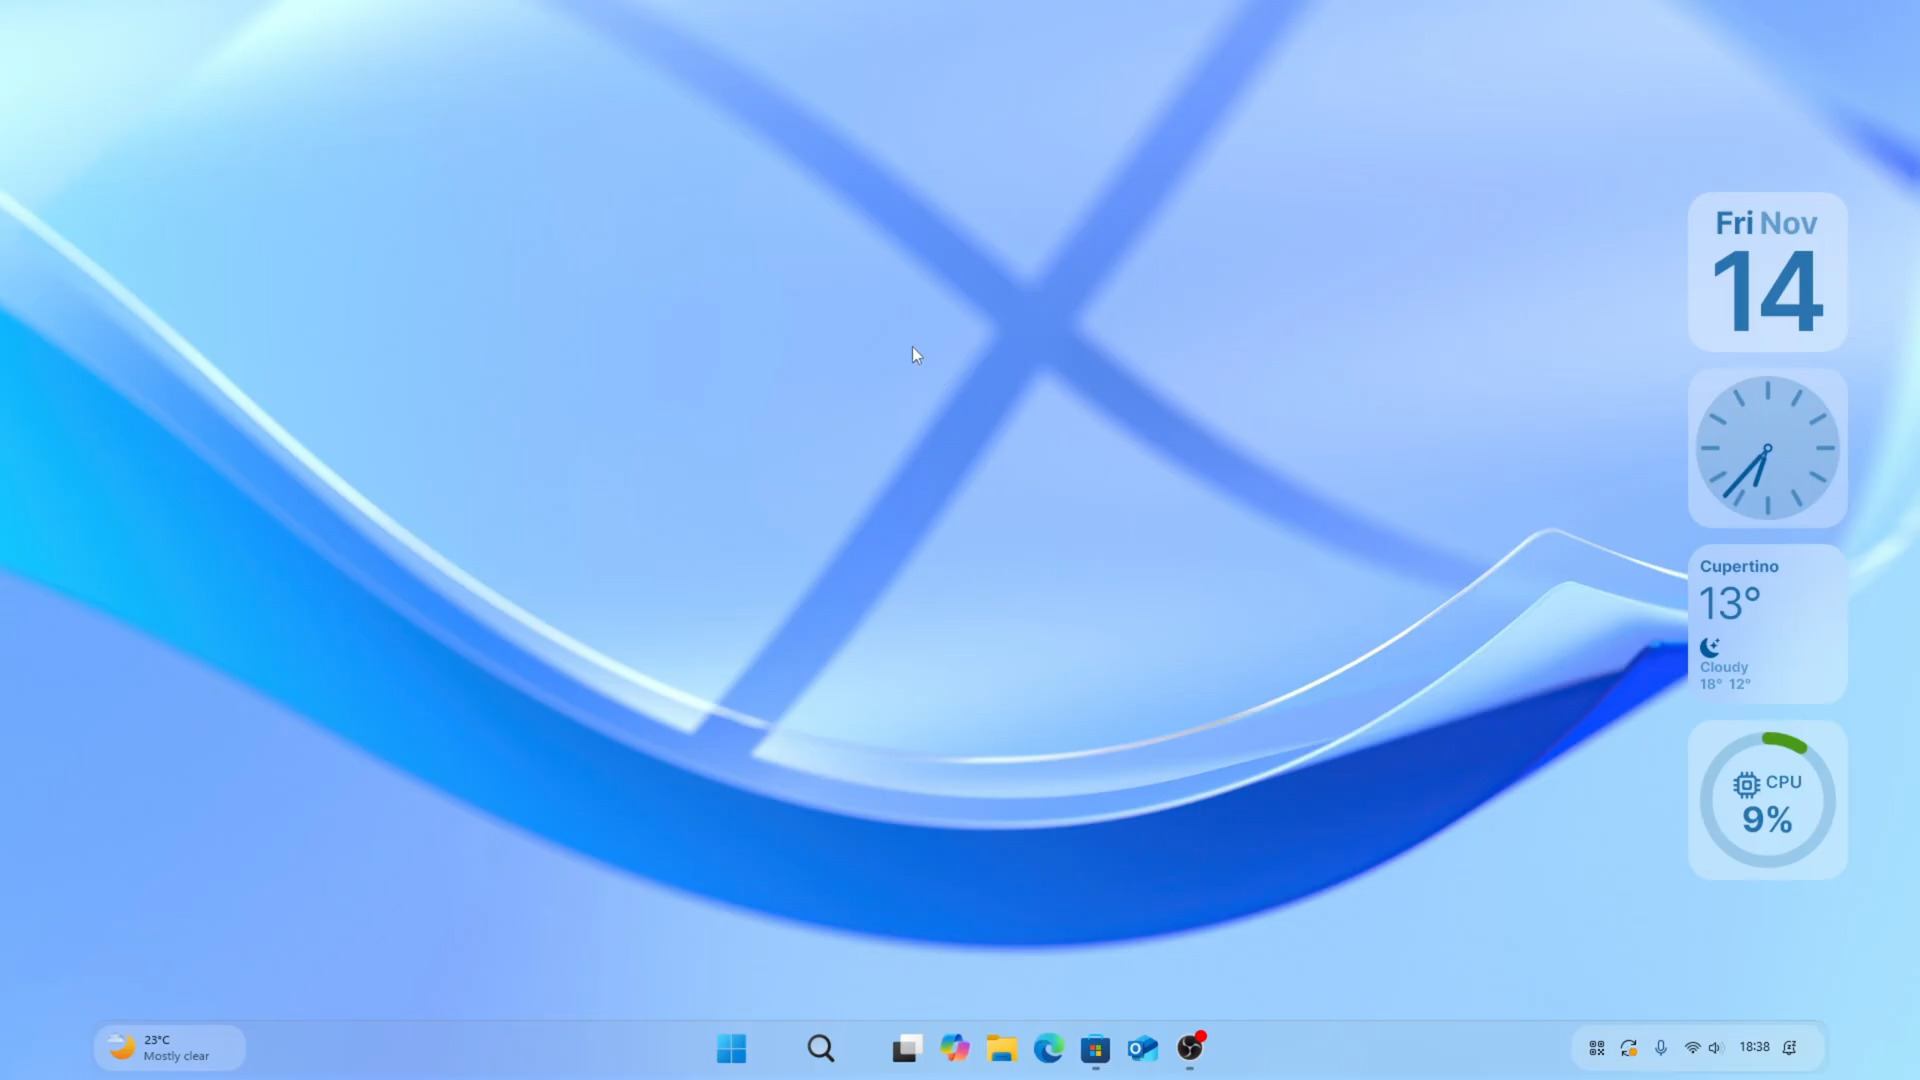 Fri Nov
14
Cupertino
13°
Cloudy
18° 12°
CPU
9%
23°C
Mostly clear
18:38